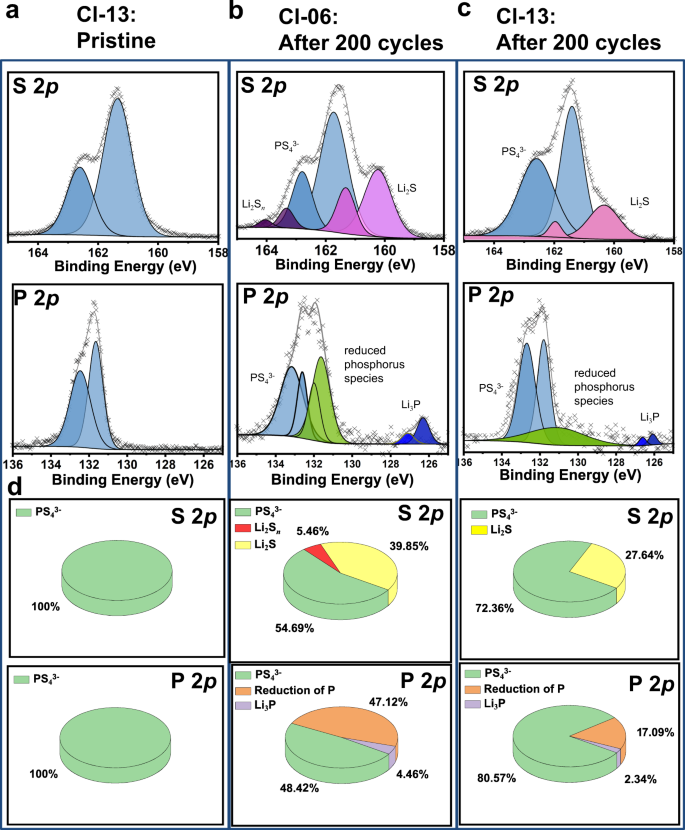 a
Cl-13:
Pristine
b
Cl-06:
After 200 cycles
c
Cl-13:
After 200 cycles
S 2p
164 162 160 158
Binding Energy (eV)
S 2p
PS₄³⁻
Li₂Sₙ
Li₂S
164 162 160 158
Binding Energy (eV)
S 2p
PS₄³⁻
Li₂S
164 162 160 158
Binding Energy (eV)
P 2p
136 134 132 130 128 126
Binding Energy (eV)
P 2p
PS₄³⁻
reduced
phosphorus
species
Li₃P
136 134 132 130 128 126
Binding Energy (eV)
P 2p
PS₄³⁻
reduced
phosphorus
species
Li₃P
136 134 132 130 128 126
Binding Energy (eV)
d
PS₄³⁻
S 2p
100%
PS₄³⁻
Li₂Sₙ
Li₂S
S 2p
5.46%
39.85%
54.69%
PS₄³⁻
Li₂S
S 2p
27.64%
72.36%
PS₄³⁻
P 2p
100%
PS₄³⁻
Reduction of P
Li₃P
P 2p
47.12%
4.46%
48.42%
PS₄³⁻
Reduction of P
Li₃P
P 2p
17.09%
2.34%
80.57%